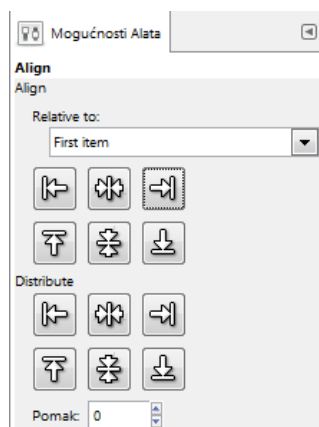 Mogućnosti Alata
Align
Align
Relative to:
First item
Distribute
Pomak: 0